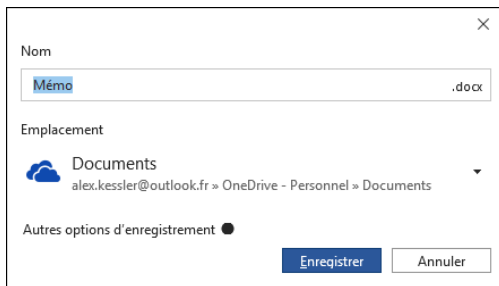 Nom
Mémo
.docx
Emplacement
Documents
alex.kessler@outlook.fr » OneDrive - Personnel » Documents
Autres options d'enregistrement
Enregistrer
Annuler